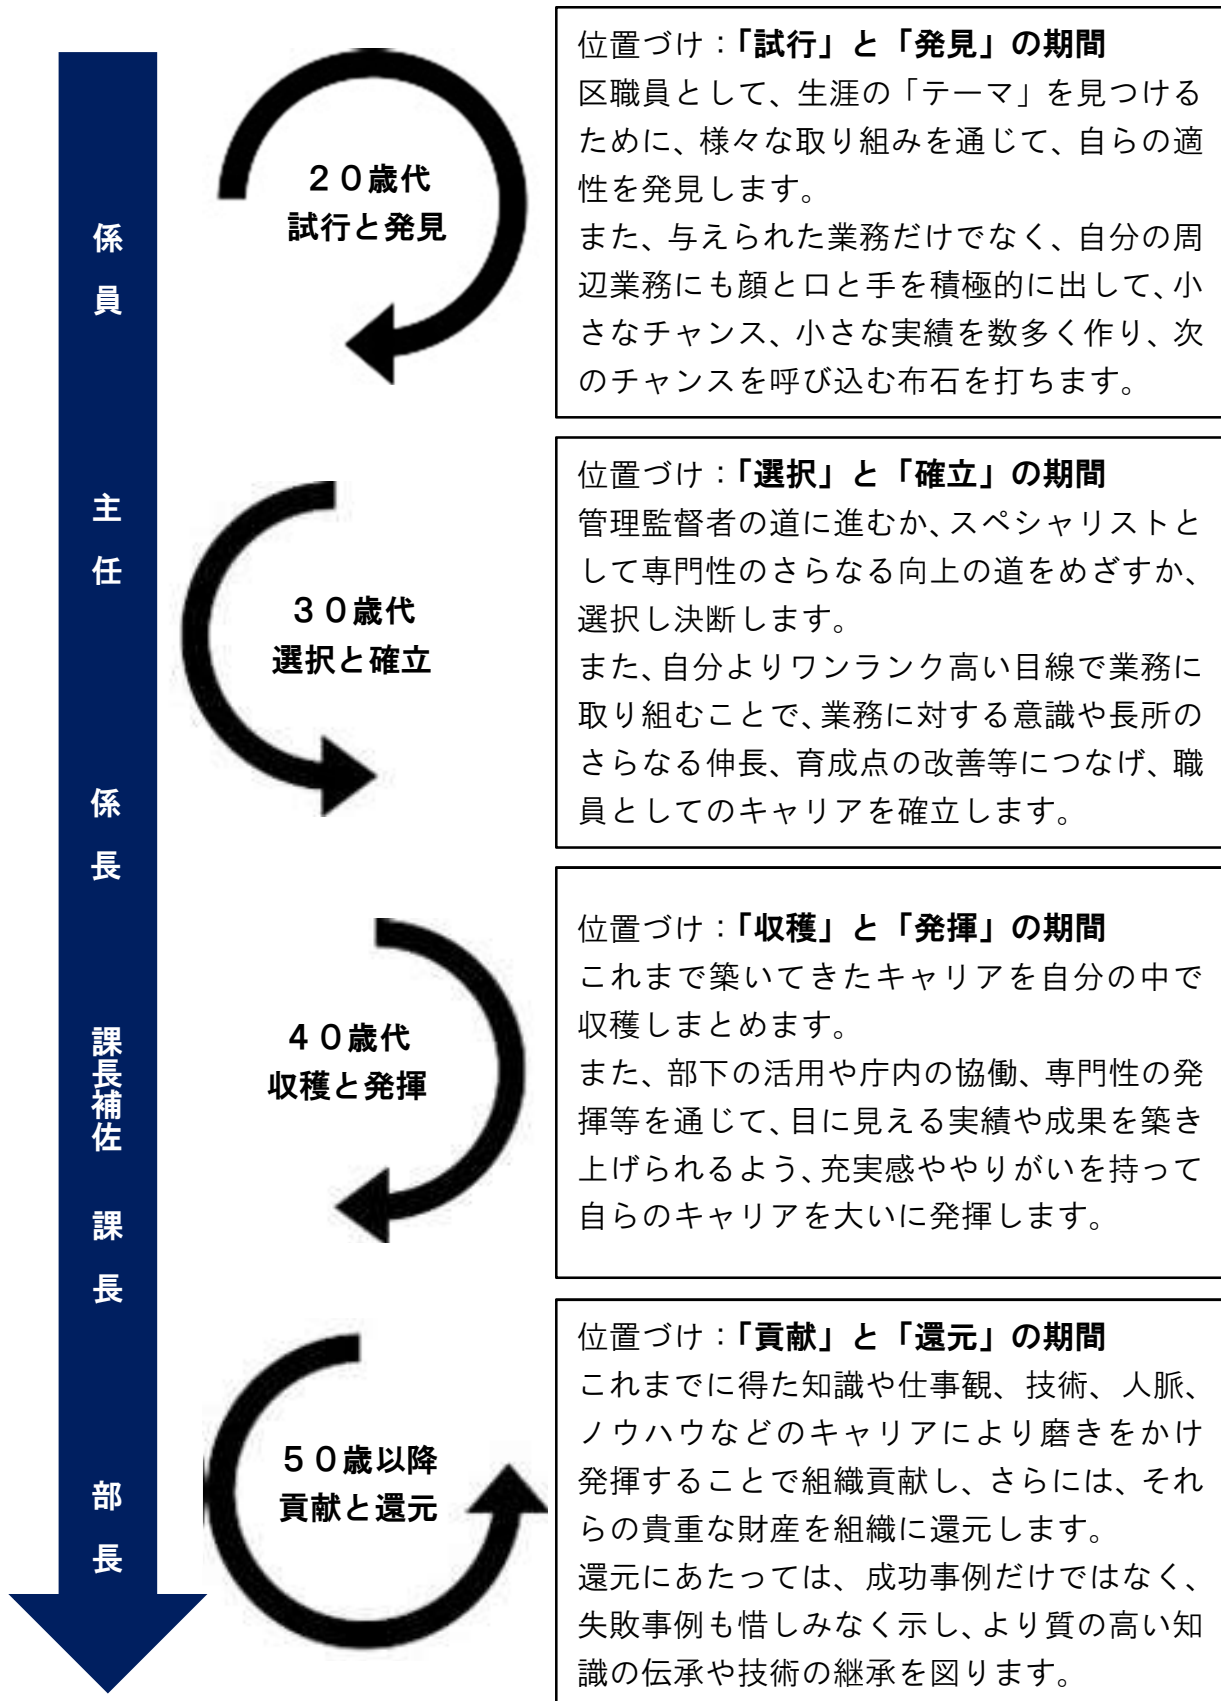 係員
主任
係長
課長補佐
課長
部長
２０歳代
試行と発見
位置づけ：「試行」と「発見」の期間
区職員として、生涯の「テーマ」を見つける
ために、様々な取り組みを通じて、自らの適
性を発見します。
また、与えられた業務だけでなく、自分の周
辺業務にも顔と口と手を積極的に出して、小
さなチャンス、小さな実績を数多く作り、次
のチャンスを呼び込む布石を打ちます。
３０歳代
選択と確立
位置づけ：「選択」と「確立」の期間
管理監督者の道に進むか、スペシャリストと
して専門性のさらなる向上の道をめざすか、
選択し決断します。
また、自分よりワンランク高い目線で業務に
取り組むことで、業務に対する意識や長所の
さらなる伸長、育成点の改善等につなげ、職
員としてのキャリアを確立します。
４０歳代
収穫と発揮
位置づけ：「収穫」と「発揮」の期間
これまで築いてきたキャリアを自分の中で
収穫しまとめます。
また、部下の活用や庁内の協働、専門性の発
揮等を通じて、目に見える実績や成果を築き
上げられるよう、充実感ややりがいを持って
自らのキャリアを大いに発揮します。
５０歳以降
貢献と還元
位置づけ：「貢献」と「還元」の期間
これまでに得た知識や仕事観、技術、人脈、
ノウハウなどのキャリアにより磨きをかけ
発揮することで組織貢献し、さらには、それ
らの貴重な財産を組織に還元します。
還元にあたっては、成功事例だけではなく、
失敗事例も惜しみなく示し、より質の高い知
識の伝承や技術の継承を図ります。